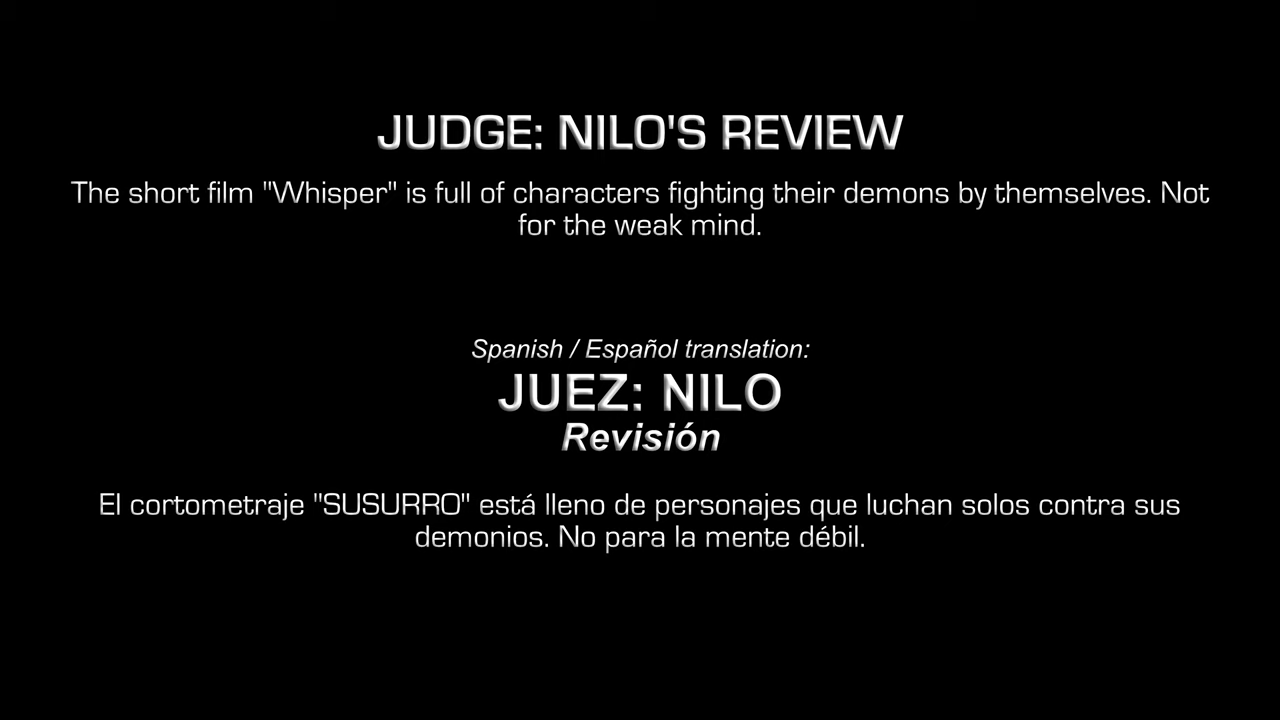 JUDGE: NILO'S REVIEW
The short film "Whisper" is full of characters fighting their demons by themselves. Not
for the weak mind.
Spanish / Español translation:
JUEZ: NILO
Revisión
El cortometraje "SUSURRO" está lleno de personajes que luchan solos contra sus
demonios. No para la mente débil.